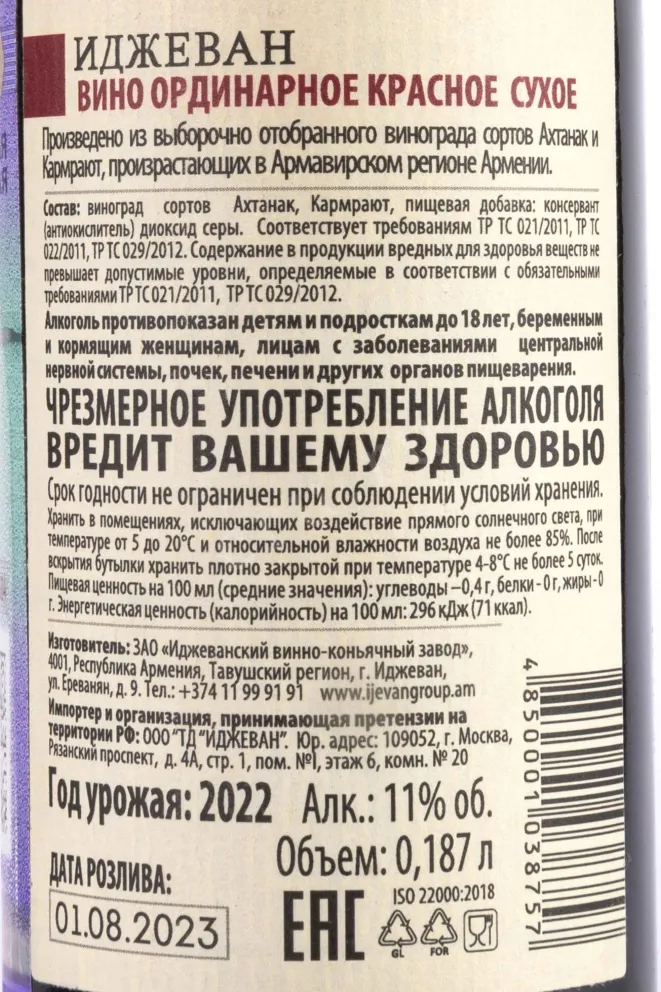 ИДЖЕВАН
ВИНО ОРДИНАРНОЕ КРАСНОЕ СУХОЕ
Произведено из выборочно отобранного винограда сортов Ахтанак и
Кармрают, произрастающих в Армавирском регионе Армении.
Состав: виноград сортов Ахтанак, Кармрают, пищевая добавка: консервант
(антиокислитель) диоксид серы. Соответствует требованиям ТР ТС 021/2011, ТР ТС
022/2011, ТР ТС 029/2012. Содержание в продукции вредных для здоровья веществ не
превышает допустимые уровни, определяемые в соответствии с обязательными
требованиями ТР ТС 021/2011, ТР ТС 029/2012.
Алкоголь противопоказан детям и подросткам до 18 лет, беременным
и кормящим женщинам, лицам с заболеваниями центральной
нервной системы, почек, печени и других органов пищеварения.
ЧРЕЗМЕРНОЕ УПОТРЕБЛЕНИЕ АЛКОГОЛЯ
ВРЕДИТ ВАШЕМУ ЗДОРОВЬЮ
Срок годности не ограничен при соблюдении условий хранения.
Хранить в помещениях, исключающих воздействие прямого солнечного света, при
температуре от 5 до 20°С и относительной влажности воздуха не более 85%. После
вскрытия бутылки хранить плотно закрытой при температуре 4-8°С не более 5 суток.
Пищевая ценность на 100 мл (средние значения): углеводы –0,4 г, белки - 0 г, жиры -0
г. Энергетическая ценность (калорийность) на 100 мл: 296 кДж (71 ккал).
Изготовитель: ЗАО «Иджеванский винно-коньячный завод»,
4001, Республика Армения, Тавушский регион, г. Иджеван,
ул. Ереванян, д. 9. Тел.: +374 11 99 91 91 www.ijevangroup.am
Импортер и организация, принимающая претензии на
территории РФ: ООО "ТД "ИДЖЕВАН". Юр. адрес: 109052, г. Москва,
Рязанский проспект, д. 4А, стр. 1, пом. №I, этаж 6, комн. № 20
Год урожая: 2022 Алк.: 11% об.
Объем: 0,187 л
ДАТА РОЗЛИВА:
01.08.2023
ЕАС
ISO 22000:2018
GL
FOR
4 850001 038757